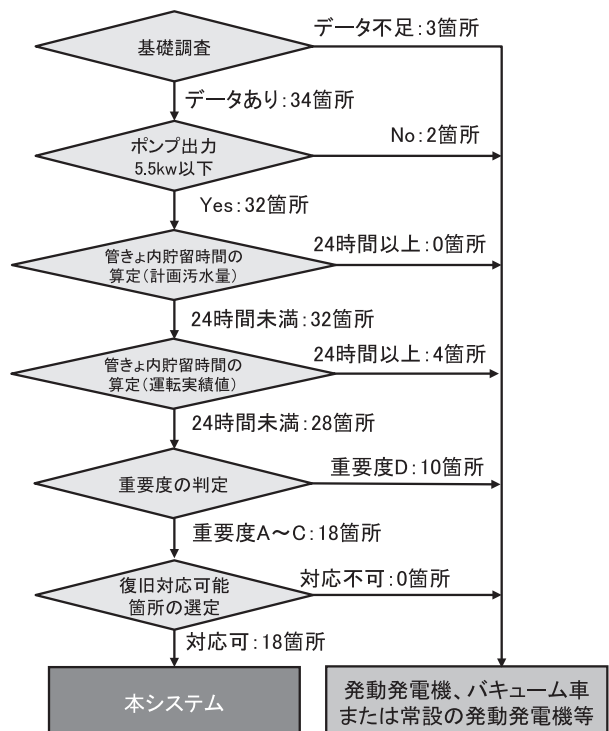 基礎調査
データ不足:3箇所
データあり:34箇所
ポンプ出力
5.5kw以下
No:2箇所
Yes:32箇所
管きょ内貯留時間の
算定(計画汚水量)
24時間以上:0箇所
24時間未満:32箇所
管きょ内貯留時間の
算定(運転実績値)
24時間以上:4箇所
24時間未満:28箇所
重要度の判定
重要度D:10箇所
重要度A～C:18箇所
復旧対応可能
箇所の選定
対応不可:0箇所
対応可:18箇所
本システム
発動発電機、バキューム車
または常設の発動発電機等